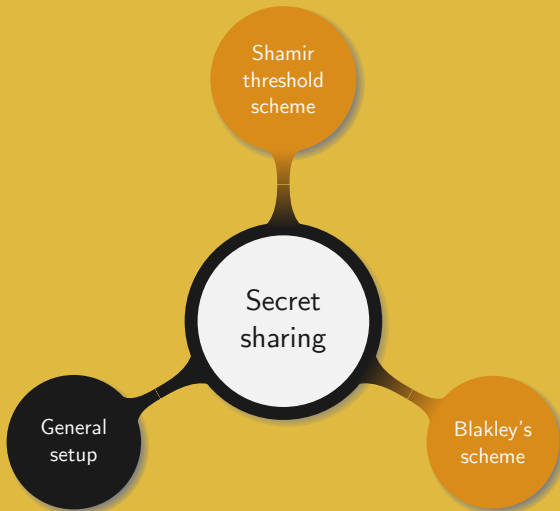 Shamir
threshold
scheme
Secret
sharing
General
setup
Blakley's
scheme